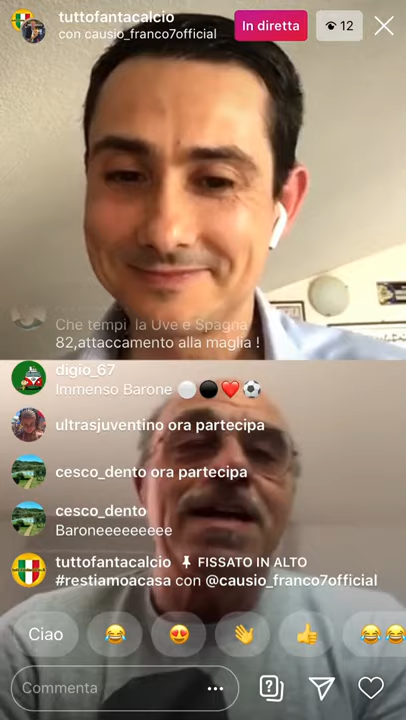 tuttofantacalcio
con causio_franco7official
In diretta
12
Che tempi la Uve e Spagna
82,attaccamento alla maglia !
digio_67
Immenso Barone ⚪⚫❤️⚽
ultrasjuventino ora partecipa
cesco_dento ora partecipa
cesco_dento
Baroneeeeeeeee
tuttofantacalcio 📌 FISSATO IN ALTO
#restiamoacasa con @causio_franco7official
Ciao 😂 😍 👋 👍 😂😂
Commenta ...